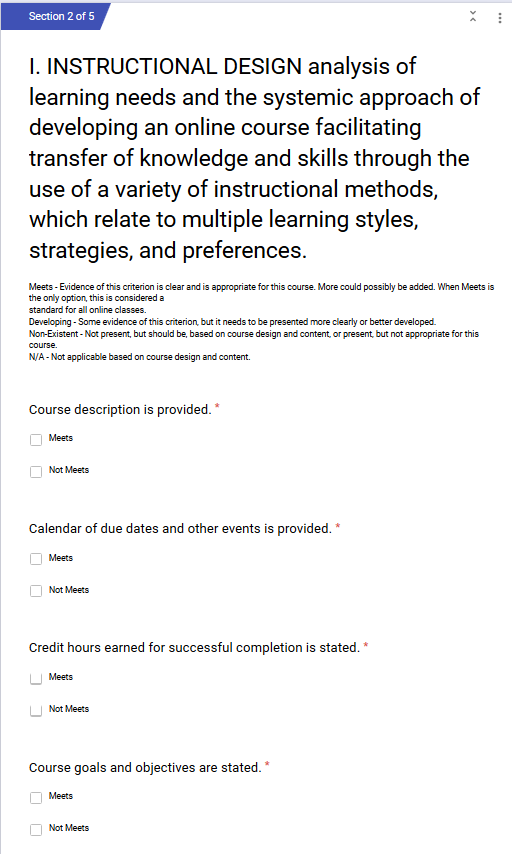 Section 2 of 5
I. INSTRUCTIONAL DESIGN analysis of
learning needs and the systemic approach of
developing an online course facilitating
transfer of knowledge and skills through the
use of a variety of instructional methods,
which relate to multiple learning styles,
strategies, and preferences.
Meets - Evidence of this criterion is clear and is appropriate for this course. More could possibly be added. When Meets is
the only option, this is considered a
standard for all online classes.
Developing - Some evidence of this criterion, but it needs to be presented more clearly or better developed.
Non-Existent - Not present, but should be, based on course design and content, or present, but not appropriate for this
course.
N/A - Not applicable based on course design and content.
Course description is provided. *
Meets
Not Meets
Calendar of due dates and other events is provided. *
Meets
Not Meets
Credit hours earned for successful completion is stated. *
Meets
Not Meets
Course goals and objectives are stated. *
Meets
Not Meets